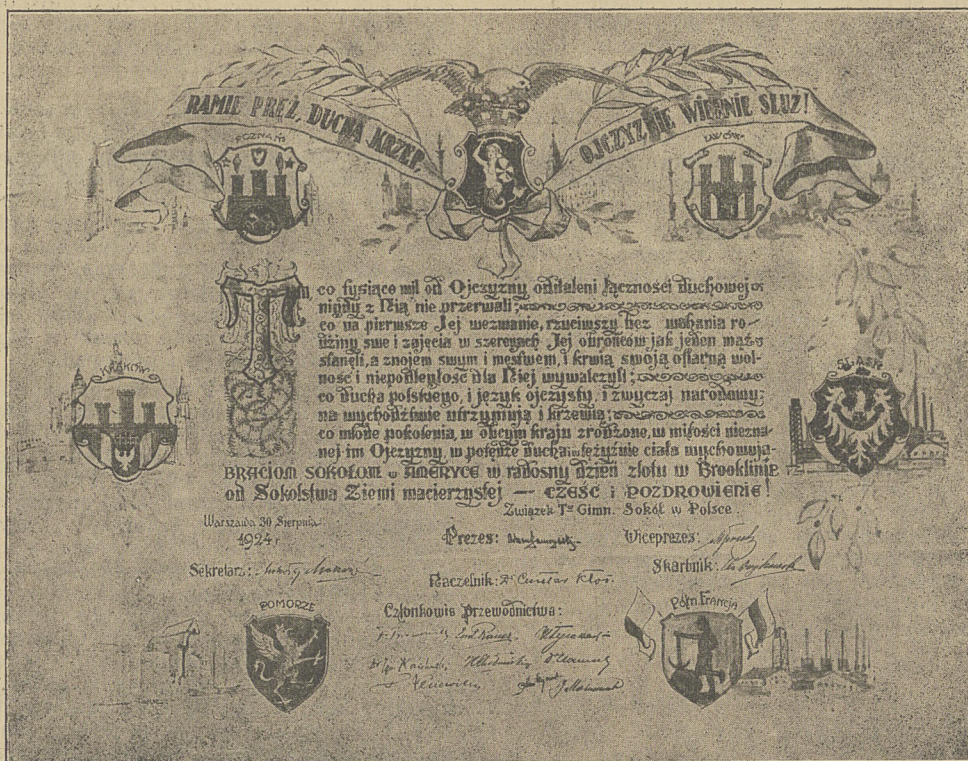 RAMIĘ PRĘŻ, DUCHA KRZEP,
OJCZYŹNIE WIERNIE SŁUŻ!
POZNAŃ
LWÓW
Tym co tysiące mil od Ojczyzny oddaleni łączności duchowej
nigdy z Nią nie przerwali;
co na pierwsze Jej wezwanie, rzuciwszy bez wahania ro-
dziny swe i zajęcia w szeregach Jej obrońców jak jeden mąż
stanęli, a znojem swym i męstwem, i krwią swoją ofiarną wol-
ność i niepodległość dla Niej wywalczyli;
co ducha polskiego, i język ojczysty, i zwyczaj narodowy
na wychodźtwie utrzymują i krzewią;
co młode pokolenia, w obcym kraju zrodzone, w miłości niezna-
nej im Ojczyzny, w potędze ducha i tężyźnie ciała wychowują-
BRACIOM SOKOŁOM w AMERYCE w radosny dzień zlotu w Brooklinie
od Sokolstwa Ziemi macierzystej — CZEŚĆ i POZDROWIENIE!
KRAKÓW
ŚLĄSK
Związek Tw Gimn. Sokół w Polsce
Warszawa 30 Sierpnia
1924 r.
Prezes:
Wiceprezes:
Sekretarz:
Skarbnik:
Naczelnik: Dr
Członkowie Przewodnictwa:
POMORZE
Półn. Francja